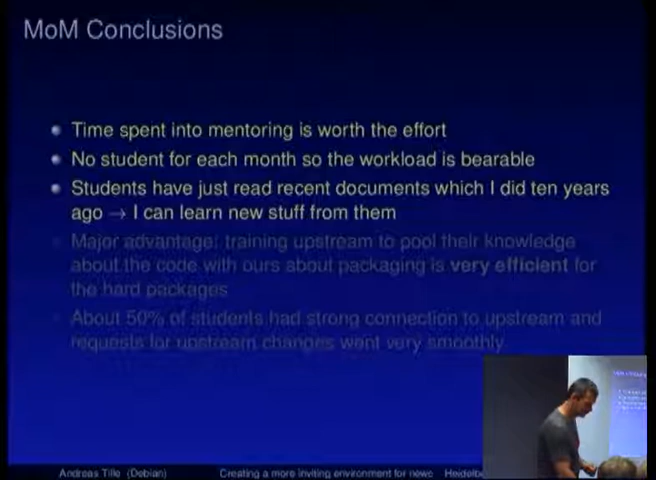 MoM Conclusions
Time spent into mentoring is worth the effort
No student for each month so the workload is bearable
Students have just read recent documents which I did ten years
ago → I can learn new stuff from them
Major advantage: training upstream to pool their knowledge
about the code with ours about packaging is very efficient for
the hard packages
About 50% of students had strong connection to upstream and
requests for upstream changes went very smoothly
Andreas Tille (Debian) Creating a more inviting environment for newc Heidelbe